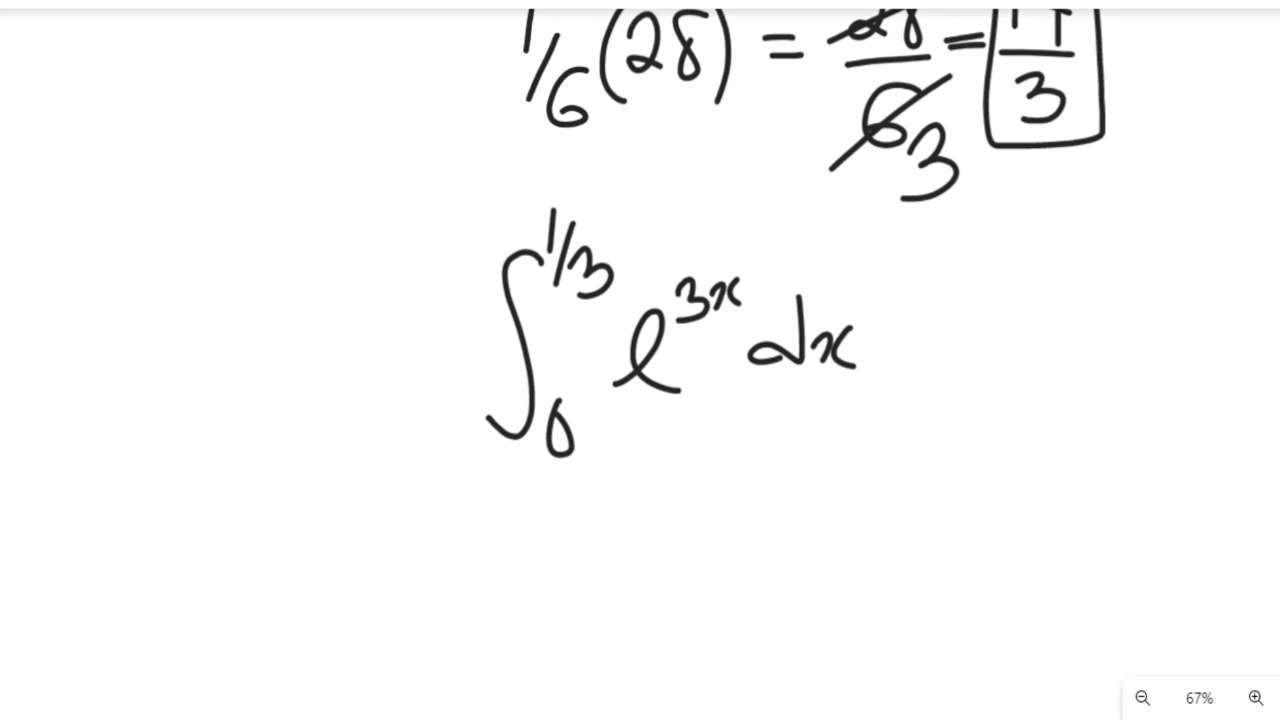 1/6 (28) = 28/6 3 = 14/3
∫₀^{1/3} e^{3x} dx
67%